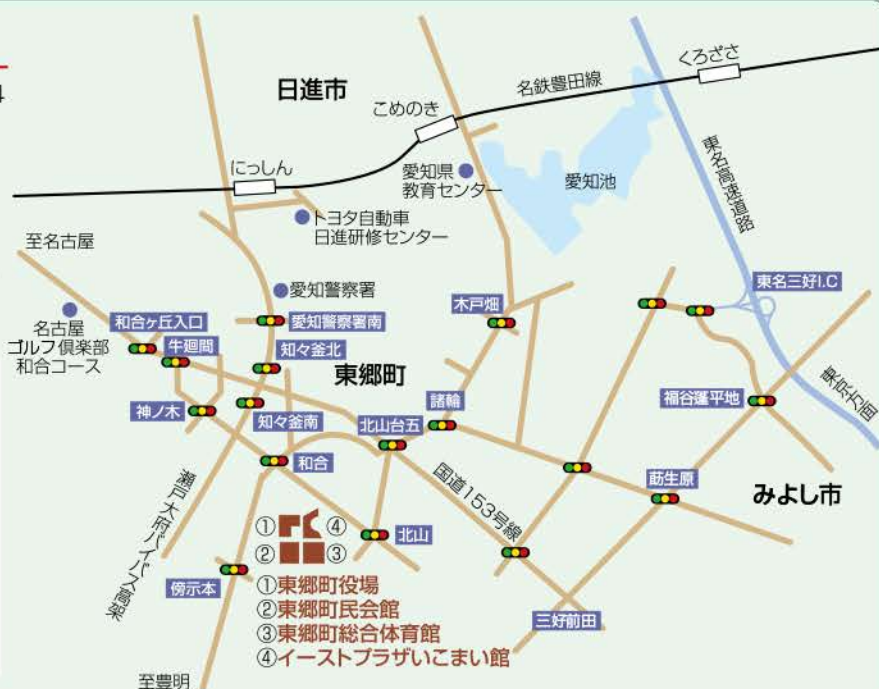 4
日進市
くろざさ
名鉄豊田線
こめのき
にっしん
愛知県
教育センター
愛知池
東名高速道路
トヨタ自動車
日進研修センター
至名古屋
愛知警察署
東名三好I.C
名古屋
ゴルフ倶楽部
和合コース
和合ヶ丘入口
愛知警察署南
木戸畑
牛廻間
知々釜北
東郷町
東京方面
神ノ木
知々釜南
諸輪
北山台五
福谷蓬平地
和合
国道153号線
莇生原
みよし市
瀬戸大府バイパス高架
北山
①
④
②
③
傍示本
①東郷町役場
②東郷町民会館
③東郷町総合体育館
④イーストプラザいこまい館
三好前田
至豊明